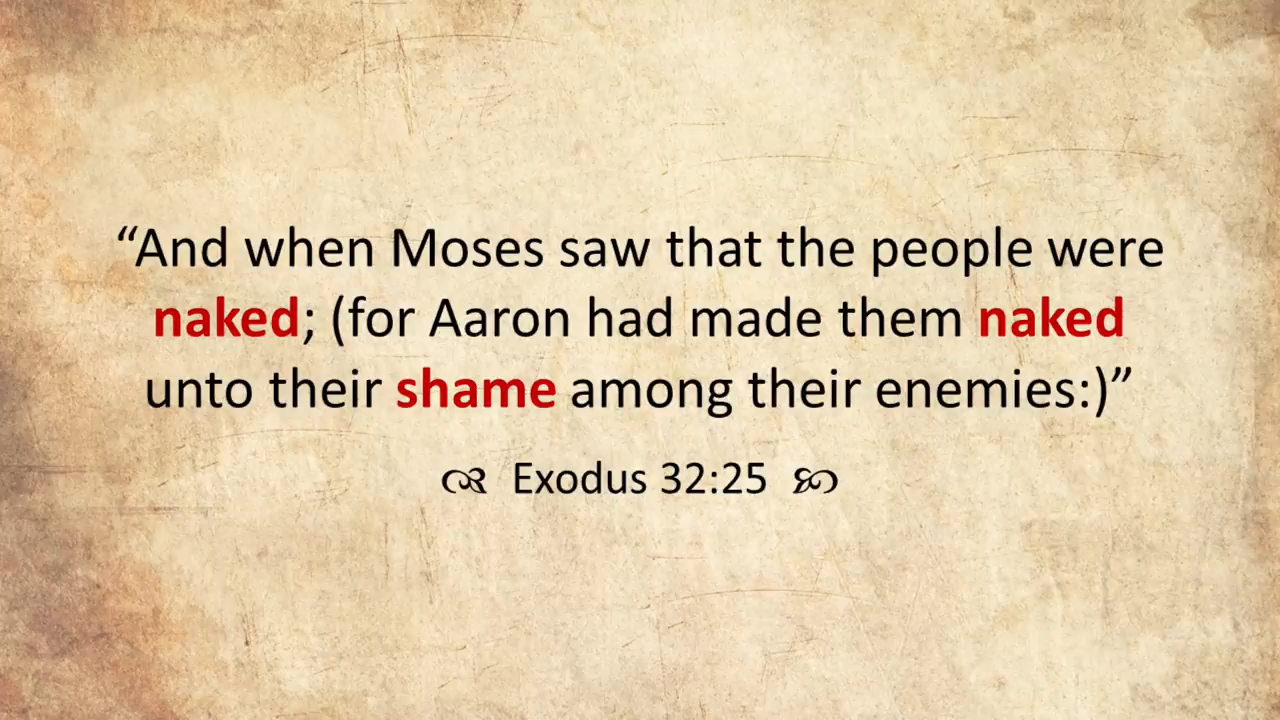 “And when Moses saw that the people were
naked; (for Aaron had made them naked
unto their shame among their enemies:)”
Exodus 32:25